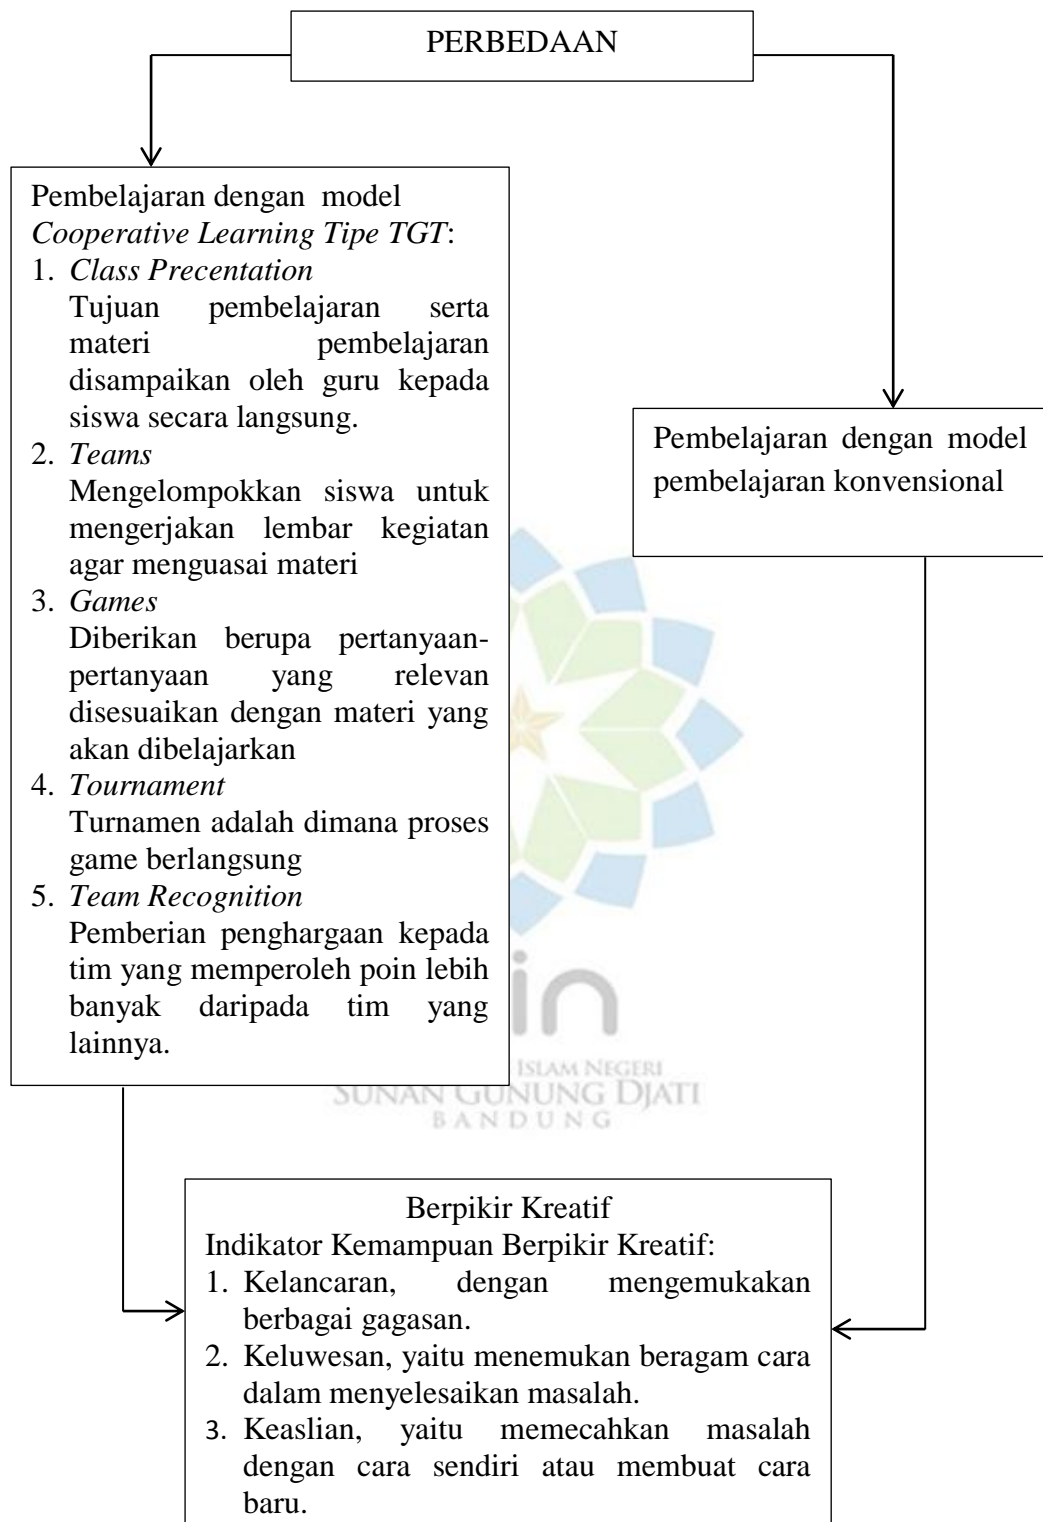 PERBEDAAN
Pembelajaran dengan model
Cooperative Learning Tipe TGT:
1. Class Precentation
Tujuan pembelajaran serta
materi pembelajaran
disampaikan oleh guru kepada
siswa secara langsung.
2. Teams
Mengelompokkan siswa untuk
mengerjakan lembar kegiatan
agar menguasai materi
3. Games
Diberikan berupa pertanyaan-
pertanyaan yang relevan
disesuaikan dengan materi yang
akan dibelajarkan
4. Tournament
Turnamen adalah dimana proses
game berlangsung
5. Team Recognition
Pemberian penghargaan kepada
tim yang memperoleh poin lebih
banyak daripada tim yang
lainnya.
Pembelajaran dengan model
pembelajaran konvensional
in
ISLAM NEGERI
SUNAN GUNUNG DJATI
BANDUNG
Berpikir Kreatif
Indikator Kemampuan Berpikir Kreatif:
1. Kelancaran, dengan mengemukakan
berbagai gagasan.
2. Keluwesan, yaitu menemukan beragam cara
dalam menyelesaikan masalah.
3. Keaslian, yaitu memecahkan masalah
dengan cara sendiri atau membuat cara
baru.